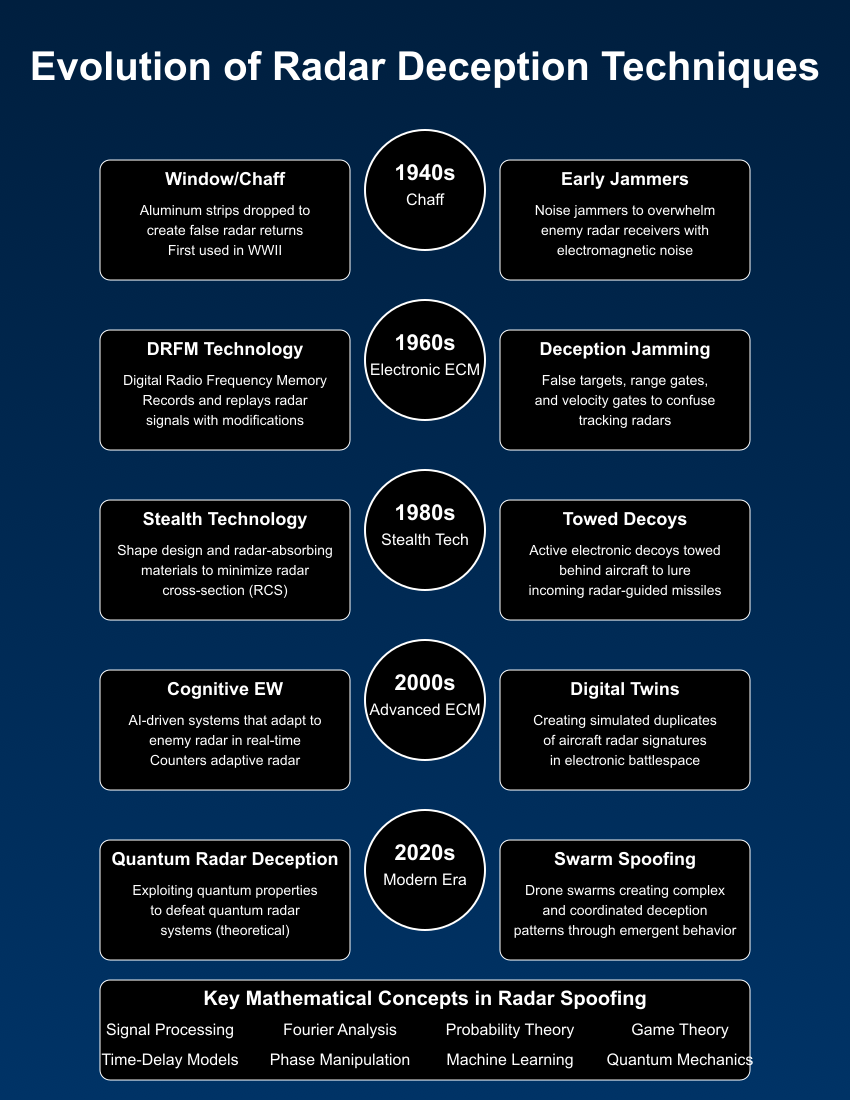 Evolution of Radar Deception Techniques
Window/Chaff
Aluminum strips dropped to
create false radar returns
First used in WWII
1940s
Chaff
Early Jammers
Noise jammers to overwhelm
enemy radar receivers with
electromagnetic noise
DRFM Technology
Digital Radio Frequency Memory
Records and replays radar
signals with modifications
1960s
Electronic ECM
Deception Jamming
False targets, range gates,
and velocity gates to confuse
tracking radars
Stealth Technology
Shape design and radar-absorbing
materials to minimize radar
cross-section (RCS)
1980s
Stealth Tech
Towed Decoys
Active electronic decoys towed
behind aircraft to lure
incoming radar-guided missiles
Cognitive EW
AI-driven systems that adapt to
enemy radar in real-time
Counters adaptive radar
2000s
Advanced ECM
Digital Twins
Creating simulated duplicates
of aircraft radar signatures
in electronic battlespace
Quantum Radar Deception
Exploiting quantum properties
to defeat quantum radar
systems (theoretical)
2020s
Modern Era
Swarm Spoofing
Drone swarms creating complex
and coordinated deception
patterns through emergent behavior
Key Mathematical Concepts in Radar Spoofing
Signal Processing Fourier Analysis Probability Theory Game Theory
Time-Delay Models Phase Manipulation Machine Learning Quantum Mechanics